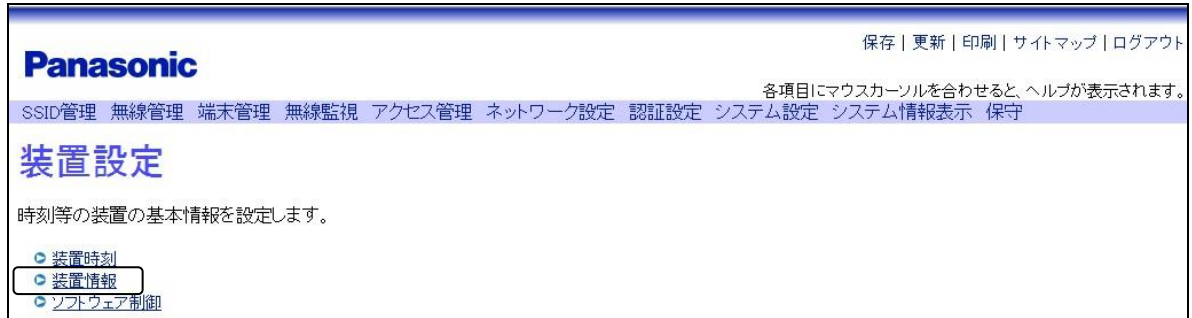 保存 | 更新 | 印刷 | サイトマップ | ログアウト
Panasonic
各項目にマウスカーソルを合わせると、ヘルプが表示されます。
SSID管理 無線管理 端末管理 無線監視 アクセス管理 ネットワーク設定 認証設定 システム設定 システム情報表示 保守
装置設定
時刻等の装置の基本情報を設定します。
装置時刻
装置情報
ソフトウェア制御